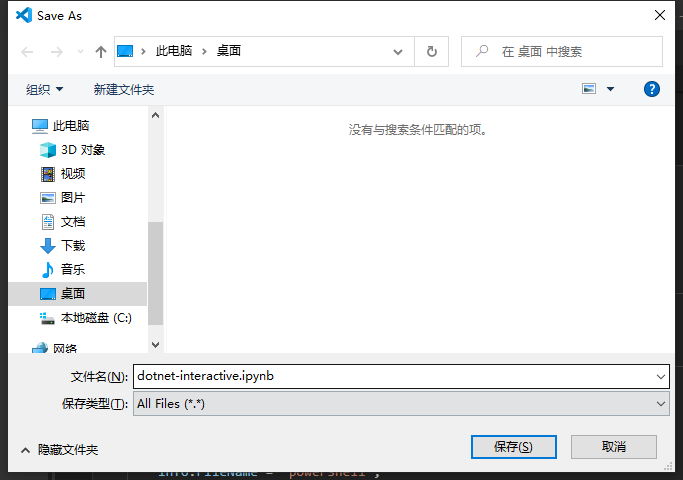 Save As
此电脑
桌面
在 桌面 中搜索
组织
新建文件夹
?
此电脑
3D 对象
视频
图片
文档
下载
音乐
桌面
本地磁盘 (C:)
网络
没有与搜索条件匹配的项。
文件名(N):
dotnet-interactive.ipynb
保存类型(T):
All Files (*.*)
隐藏文件夹
保存(S)
取消
info.FileName = "powershell";